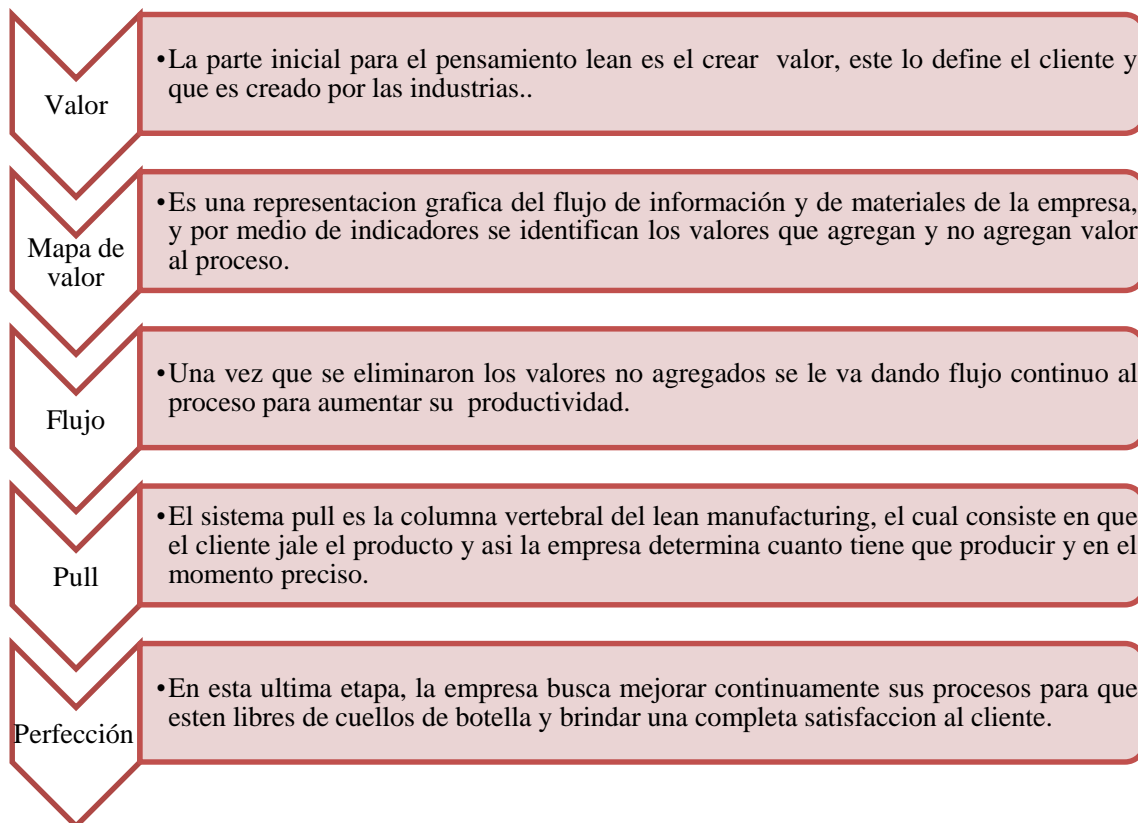 Valor
•La parte inicial para el pensamiento lean es el crear  valor, este lo define el cliente y
que es creado por las industrias..
Mapa de
valor
•Es una representacion grafica del flujo de información y de materiales de la empresa,
y por medio de indicadores se identifican los valores que agregan y no agregan valor
al proceso.
Flujo
•Una vez que se eliminaron los valores no agregados se le va dando flujo continuo al
proceso para aumentar su  productividad.
Pull
•El sistema pull es la columna vertebral del lean manufacturing, el cual consiste en que
el cliente jale el producto y asi la empresa determina cuanto tiene que producir y en el
momento preciso.
Perfección
•En esta ultima etapa, la empresa busca mejorar continuamente sus procesos para que
esten libres de cuellos de botella y brindar una completa satisfaccion al cliente.